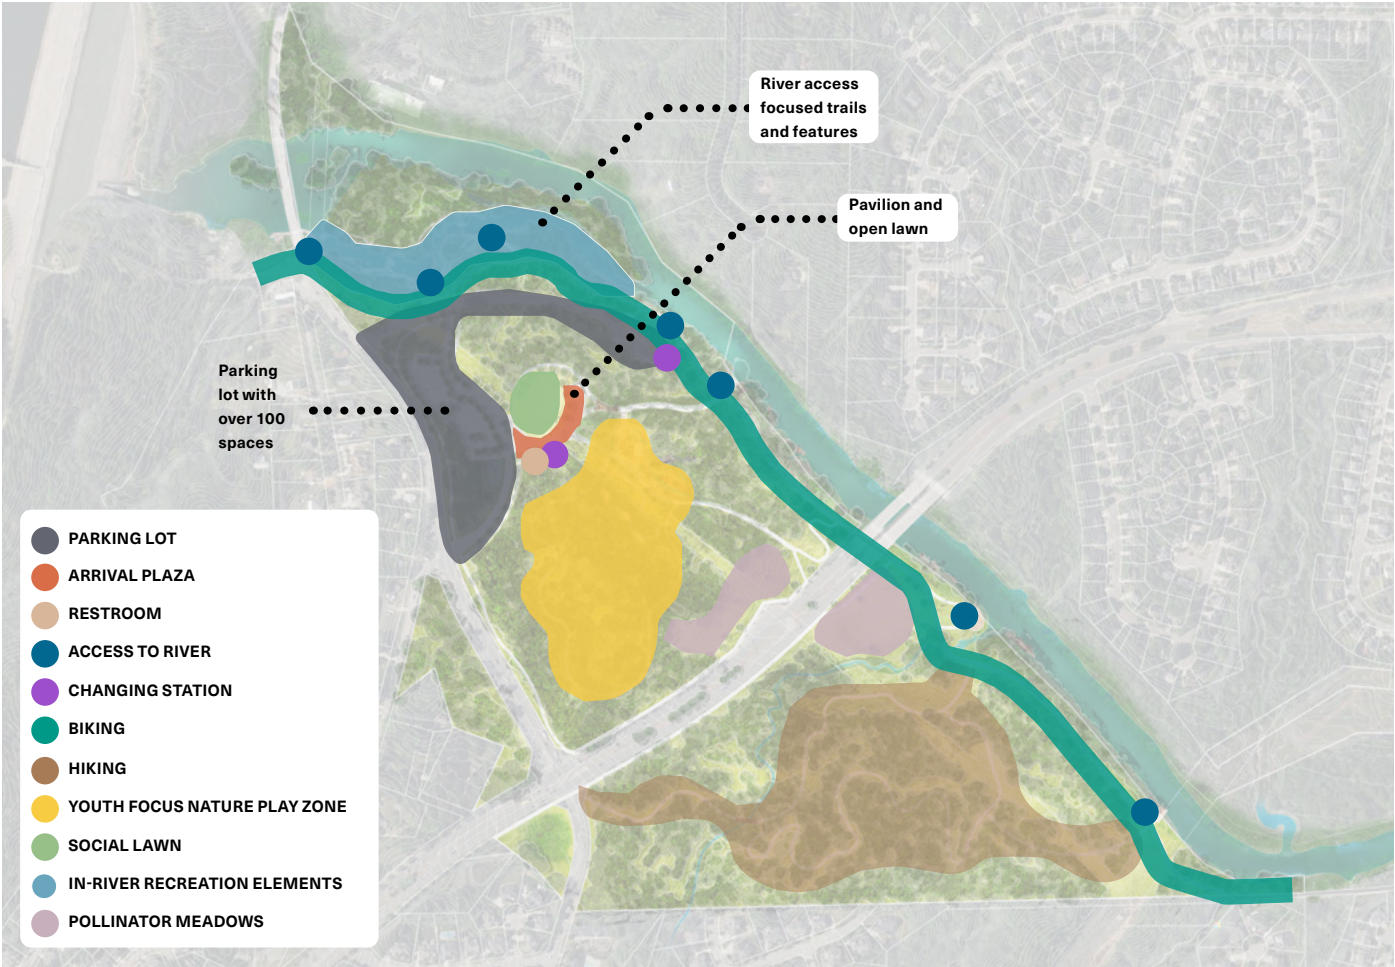 River access
focused trails
and features
Pavilion and
open lawn
Parking
lot with
over 100
spaces
PARKING LOT
ARRIVAL PLAZA
RESTROOM
ACCESS TO RIVER
CHANGING STATION
BIKING
HIKING
YOUTH FOCUS NATURE PLAY ZONE
SOCIAL LAWN
IN-RIVER RECREATION ELEMENTS
POLLINATOR MEADOWS